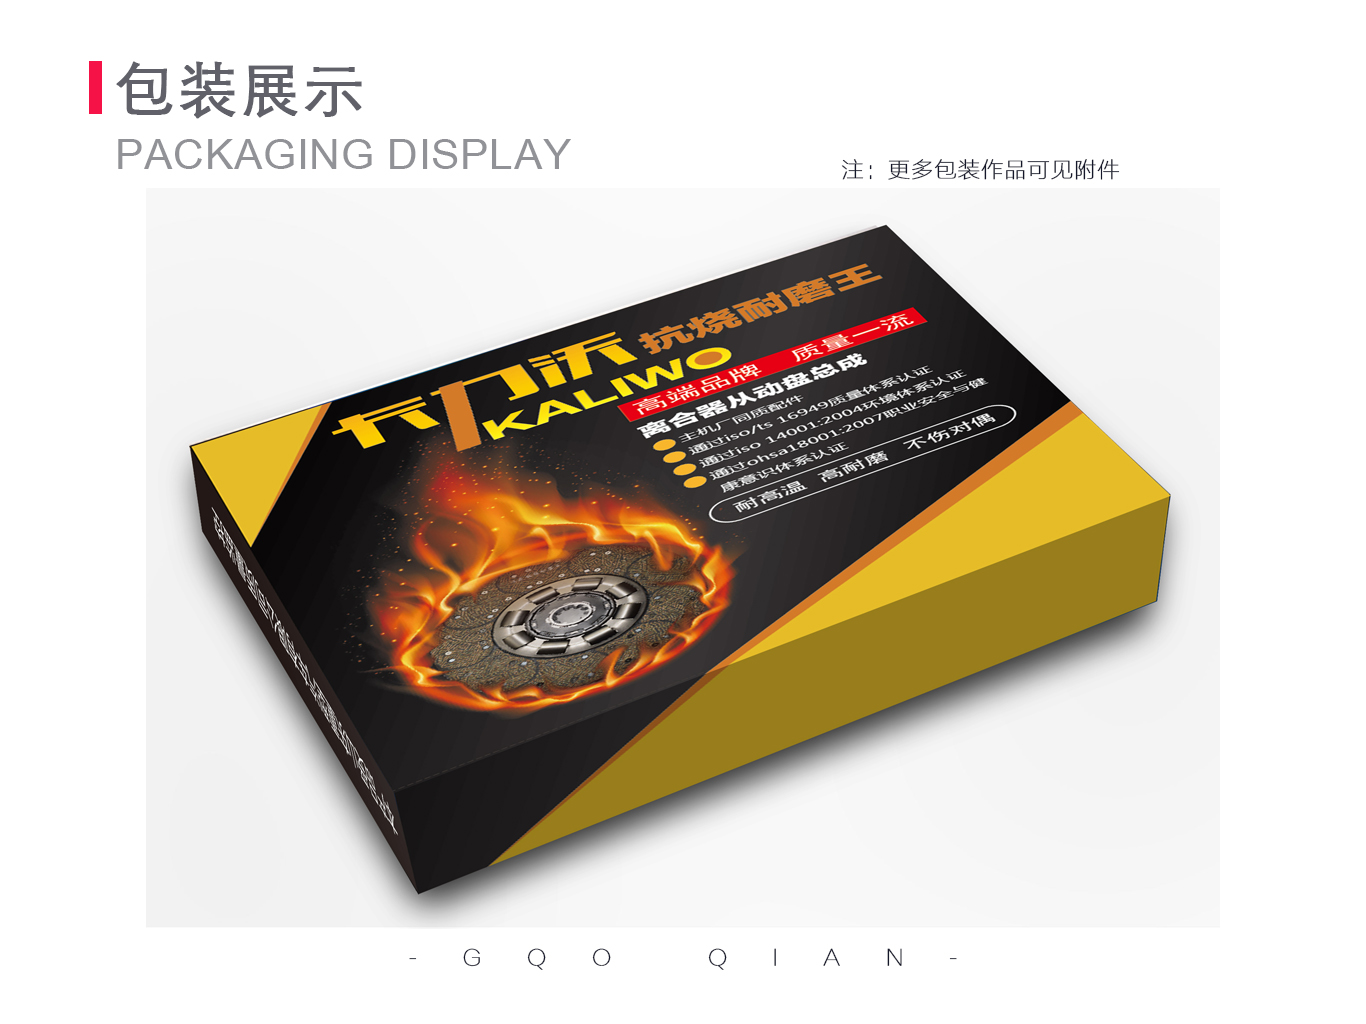 包装展示
PACKAGING DISPLAY
注：更多包装作品可见附件
卡力沃 抗烧耐磨王
KALIWO
高端品牌 质量一流
离合器从动盘总成
主机厂同质配件
通过iso/ts 16949质量体系认证
通过iso 14001:2004环境体系认证
通过ohsa18001:2007职业安全与健
康意识体系认证
耐高温 高耐磨 不伤对偶
- GQO QIAN -